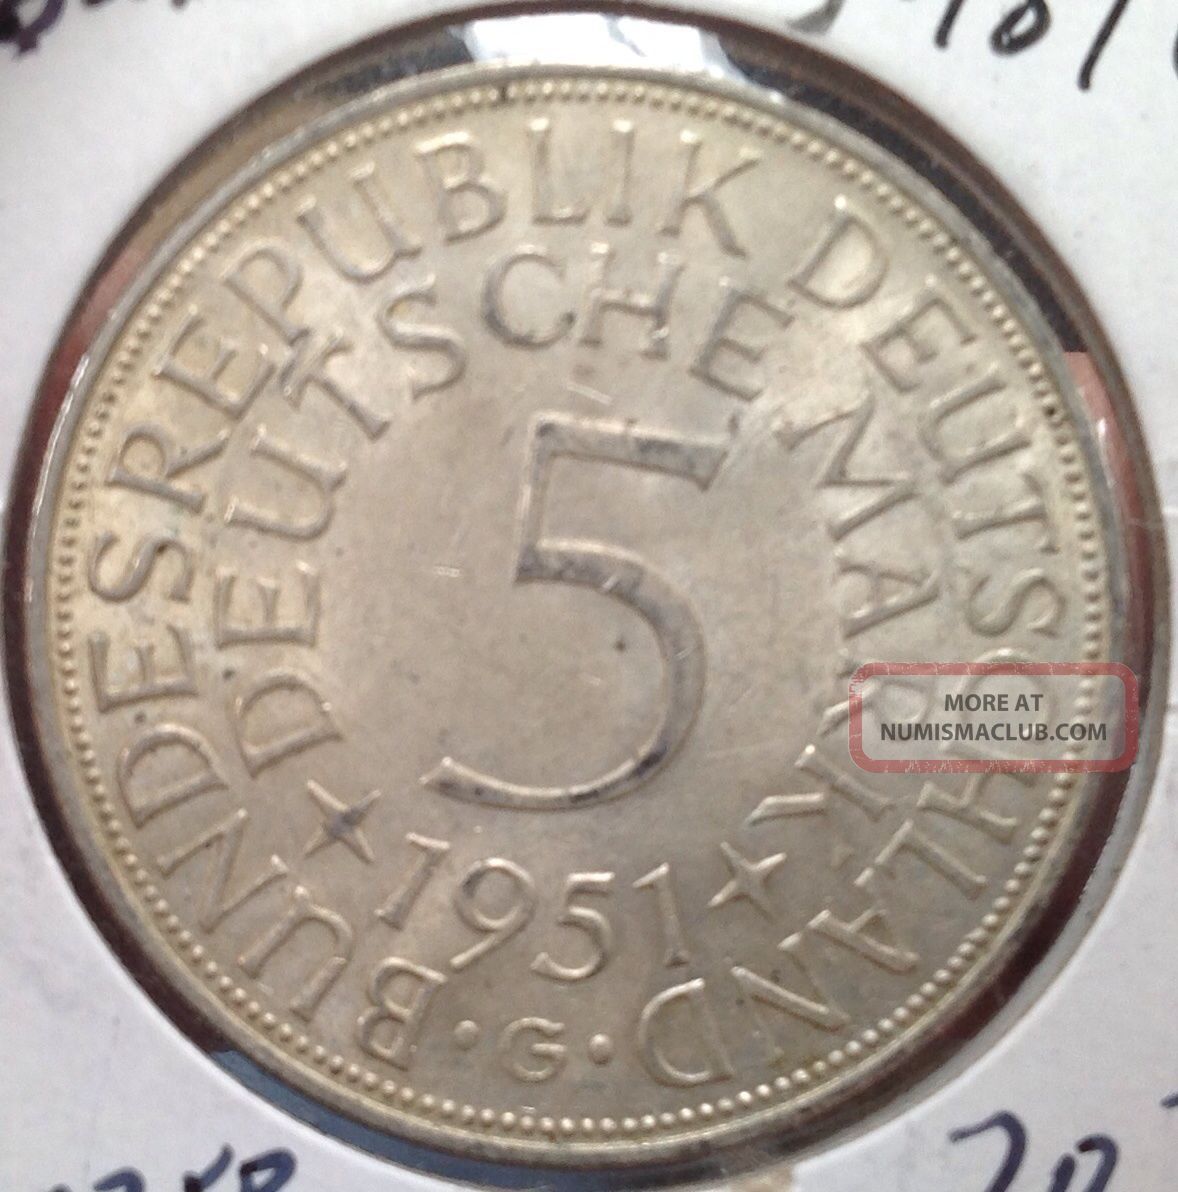 BUNDESREPUBLIK DEUTSCHLAND
DEUTSCHE MARK
5
1951
· G ·
MORE AT
NUMISMACLUB.COM